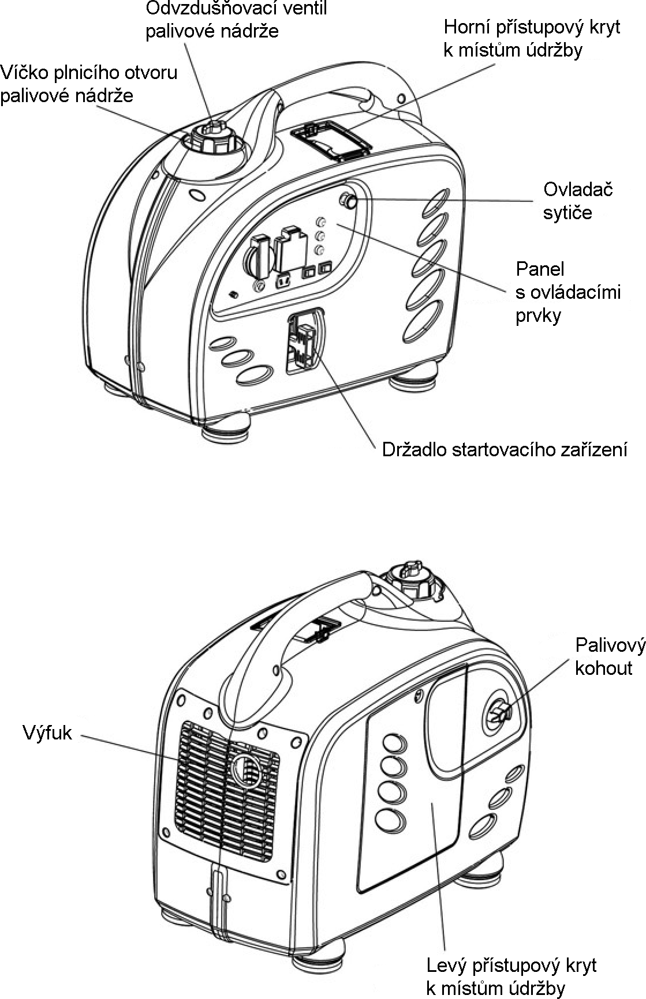 Odvzdušňovací ventil
palivové nádrže
Horní přístupový kryt
k místům údržby
Víčko plnicího otvoru
palivové nádrže
Ovladač
sytiče
Panel
s ovládacími
prvky
Držadlo startovacího zařízení
Palivový
kohout
Výfuk
Levý přístupový kryt
k místům údržby